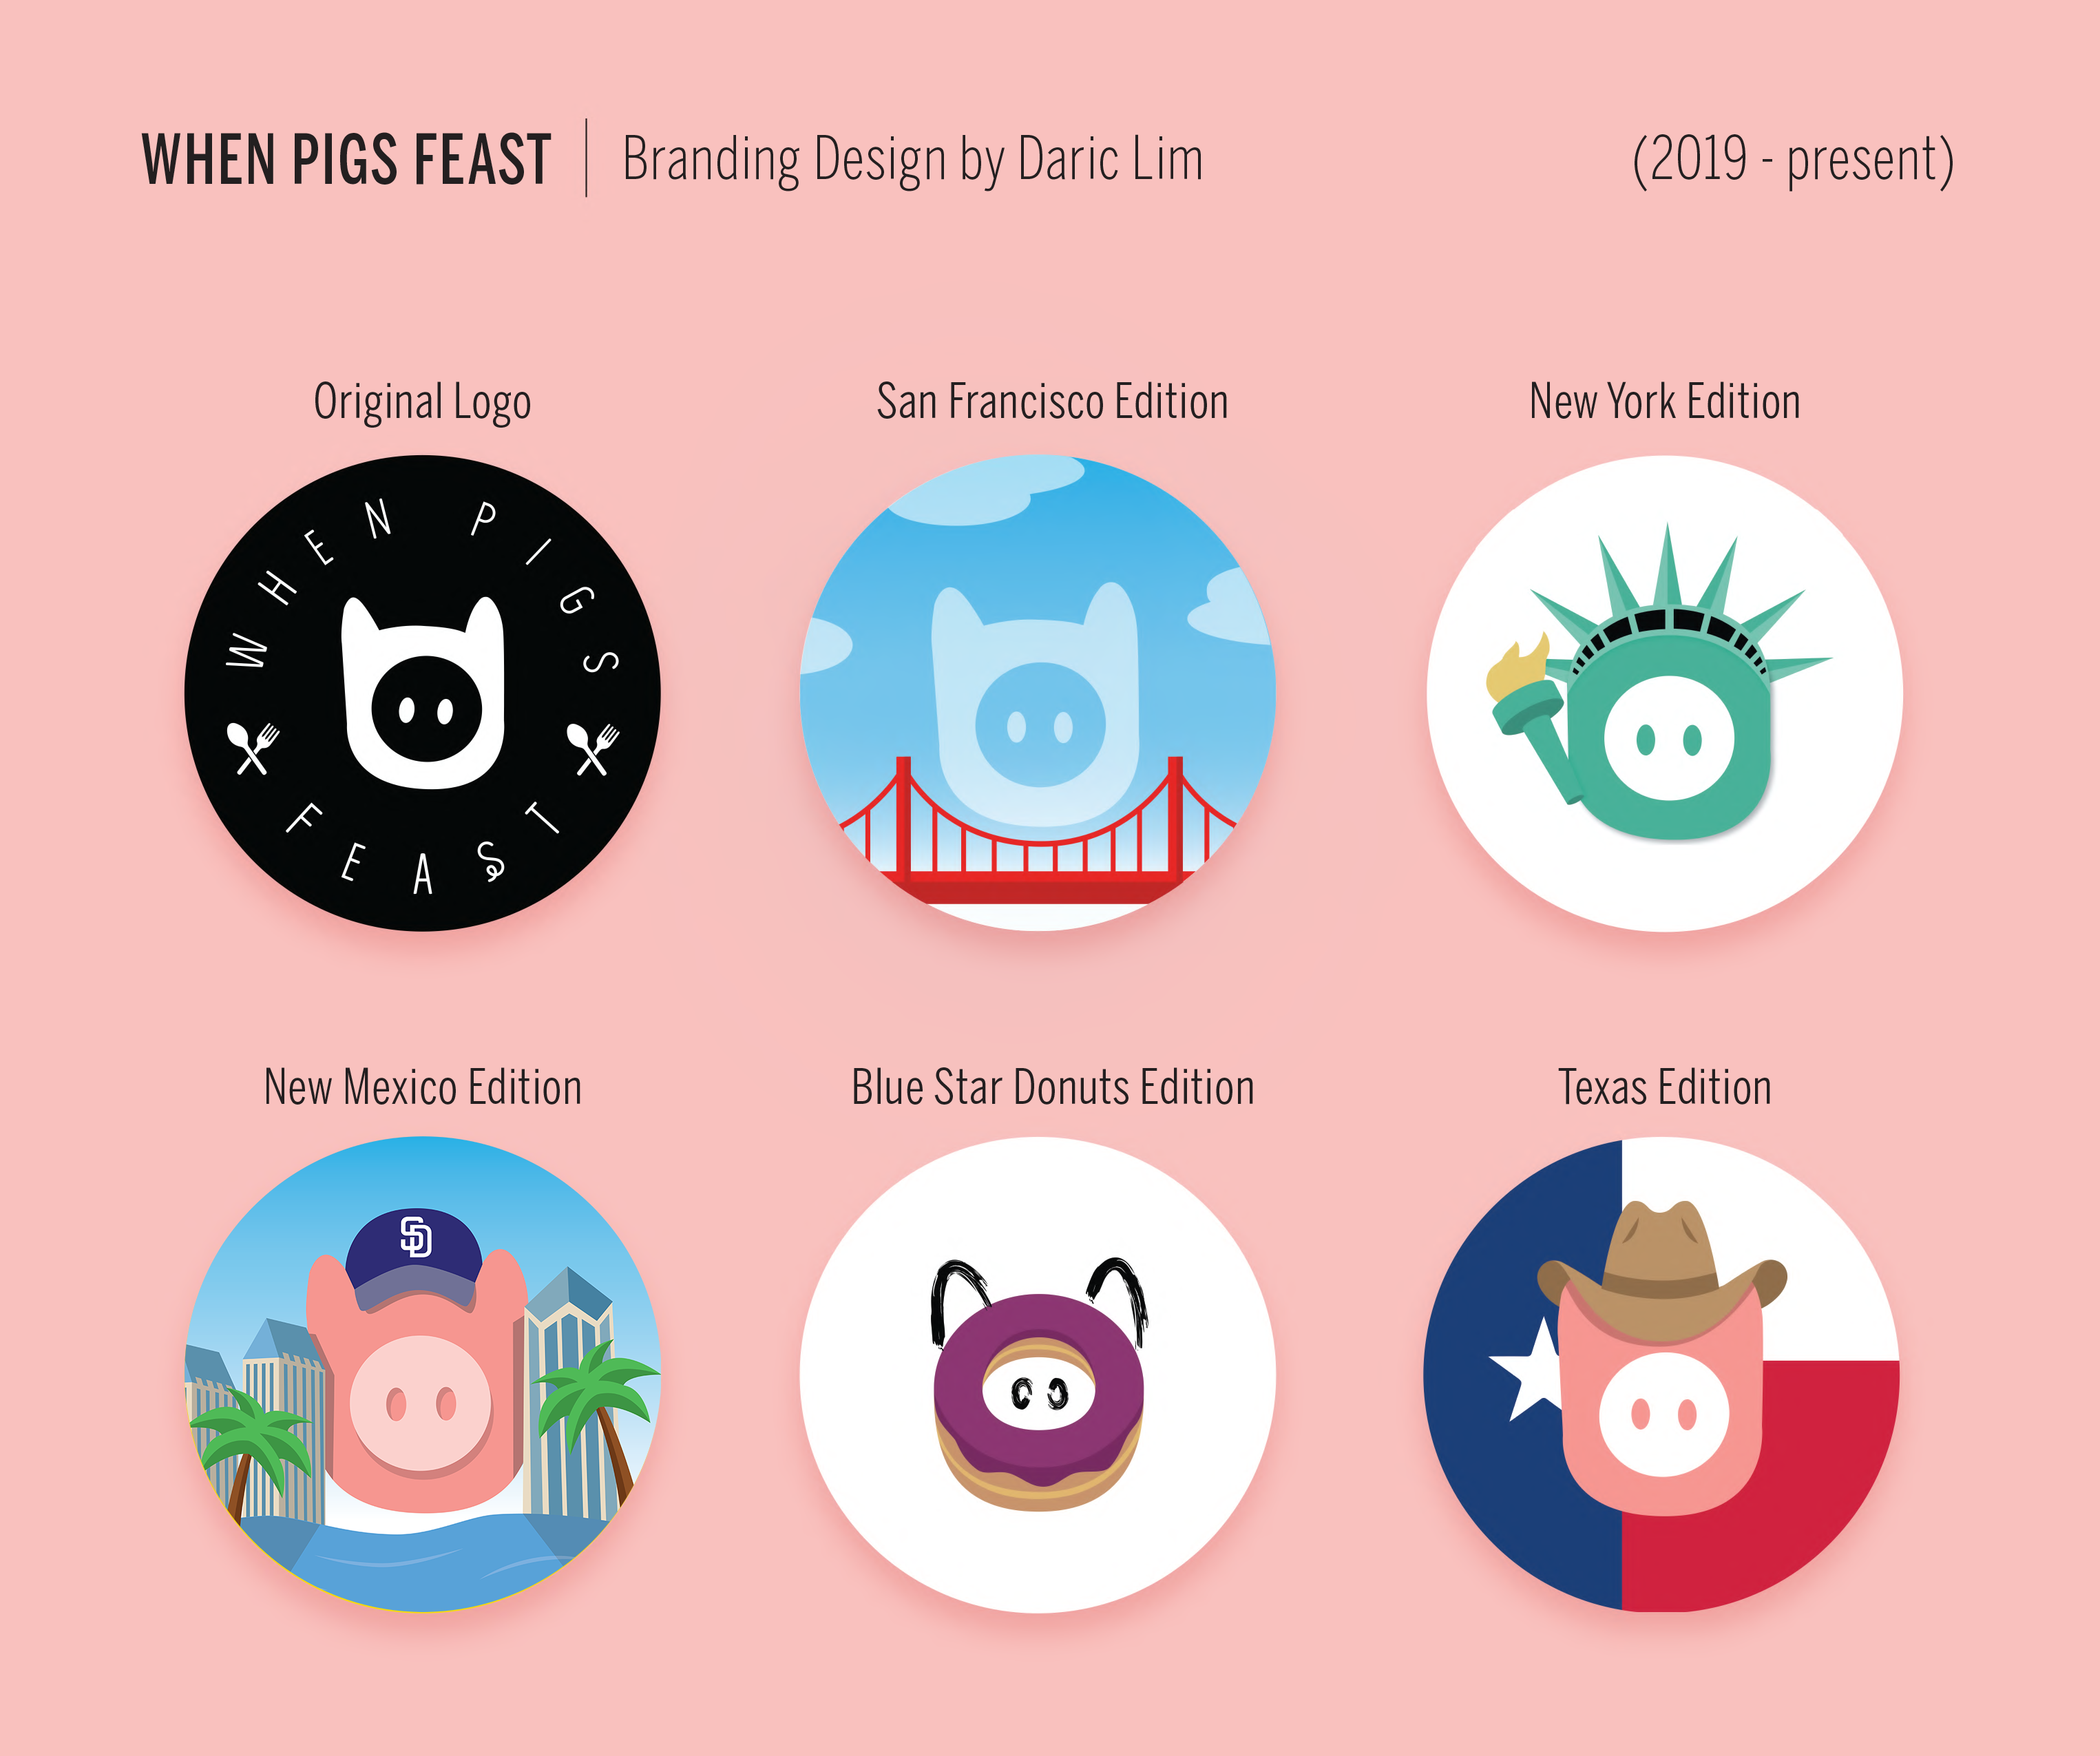 WHEN PIGS FEAST | Branding Design by Daric Lim (2019 - present)
Original Logo
San Francisco Edition
New York Edition
WHEN PIGS
FEAST
New Mexico Edition
Blue Star Donuts Edition
Texas Edition
SD